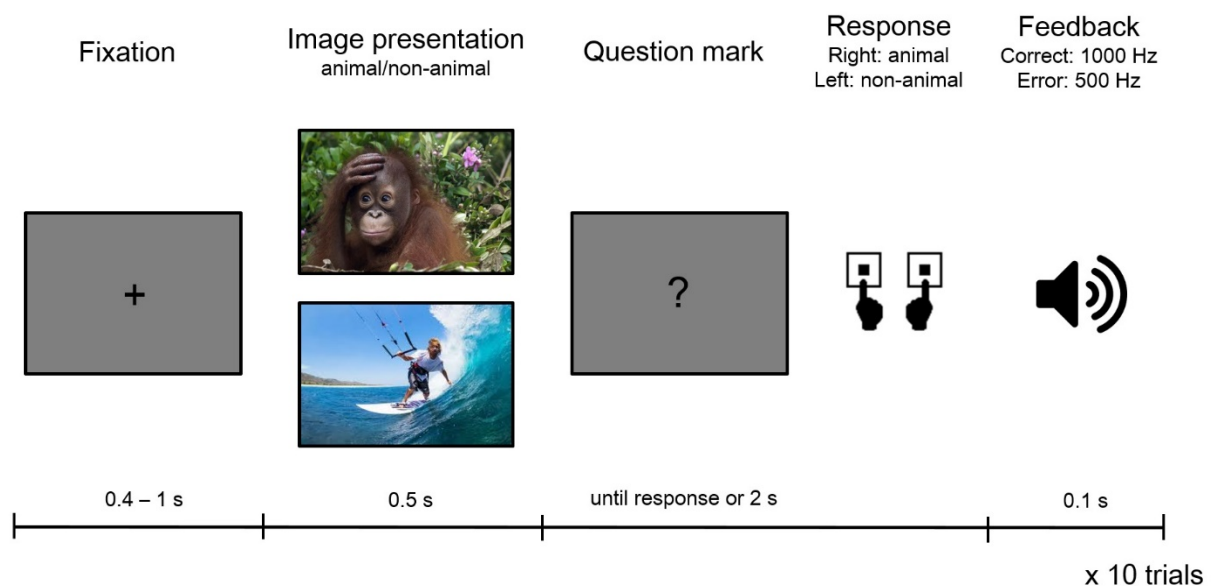 Fixation
Image presentation
animal/non-animal
Question mark
Response
Right: animal
Left: non-animal
Feedback
Correct: 1000 Hz
Error: 500 Hz
+
?
0.4 – 1 s
0.5 s
until response or 2 s
0.1 s
x 10 trials